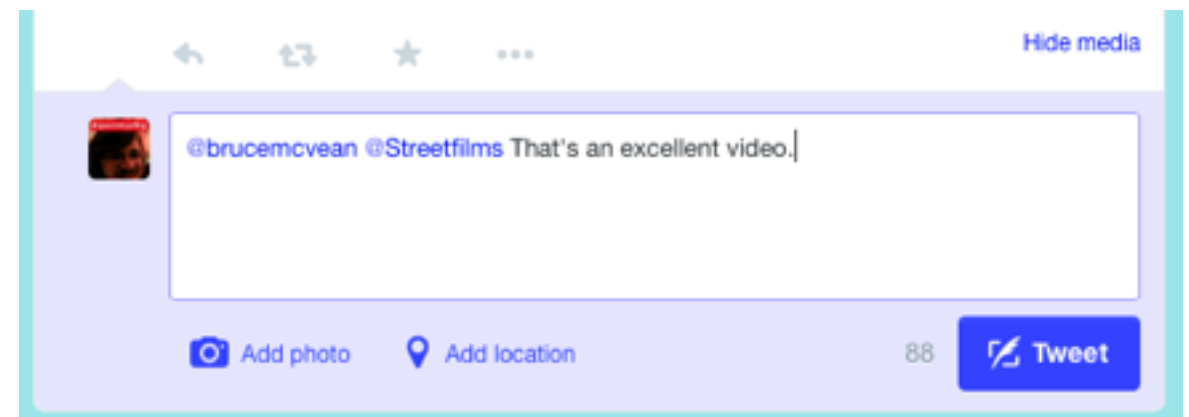 Hide media
@brucemcvean @Streetfilms That's an excellent video.
Add photo Add location 88 Tweet